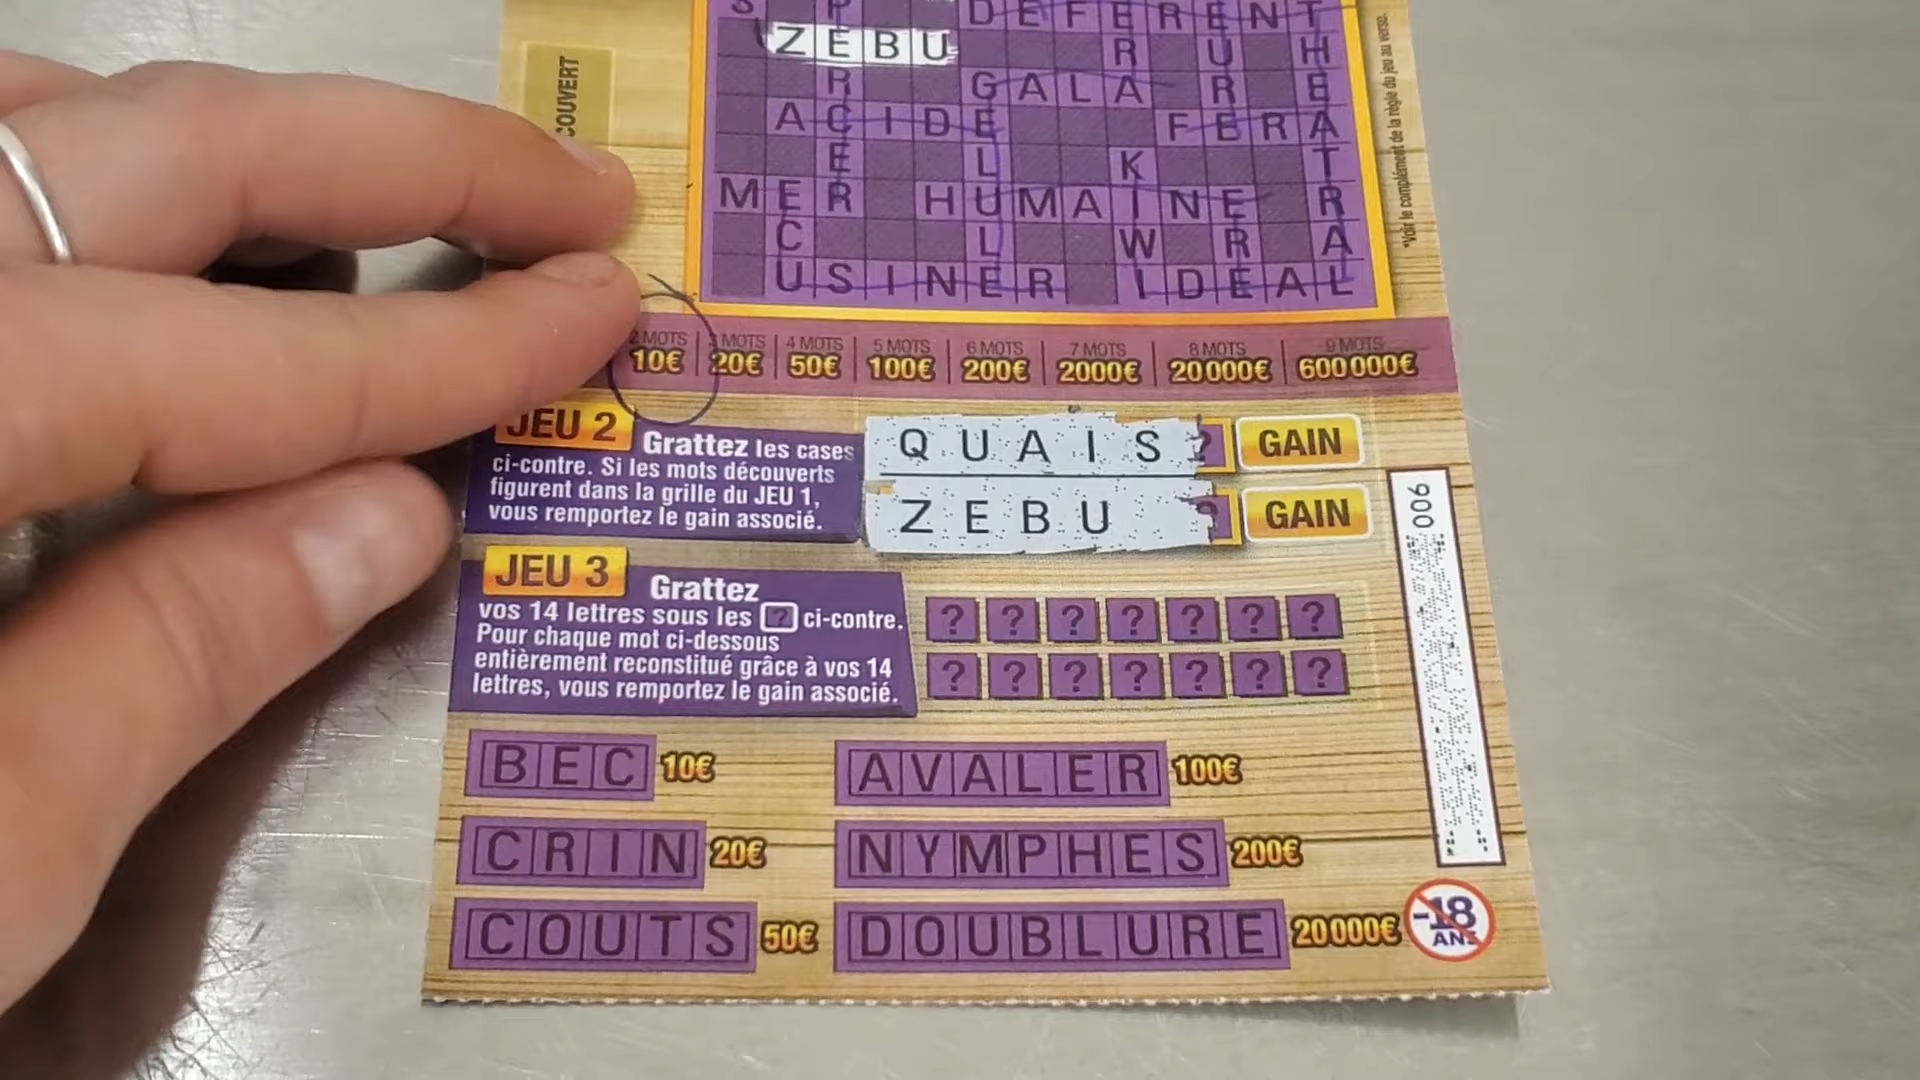 DEFERENT
ZEBU R U H
R GALA R E
ACIDE FERA
E L K T
MER HUMAINE R
C L W R A
USINER IDEAL
COUVERT
*Voir le complément de la règle du jeu au verso.
2 MOTS 3 MOTS 4 MOTS 5 MOTS 6 MOTS 7 MOTS 8 MOTS 9 MOTS
10€ 20€ 50€ 100€ 200€ 2000€ 20000€ 600000€
JEU 2 Grattez les cases
ci-contre. Si les mots découverts
figurent dans la grille du JEU 1,
vous remportez le gain associé.
QUAIS ? GAIN
ZEBU ? GAIN
006
JEU 3 Grattez
vos 14 lettres sous les ? ci-contre.
Pour chaque mot ci-dessous
entièrement reconstitué grâce à vos 14
lettres, vous remportez le gain associé.
? ? ? ? ? ? ?
? ? ? ? ? ? ?
BEC 10€ AVALER 100€
CRIN 20€ NYMPHES 200€
COUTS 50€ DOUBLURE 20000€
-18
ANS